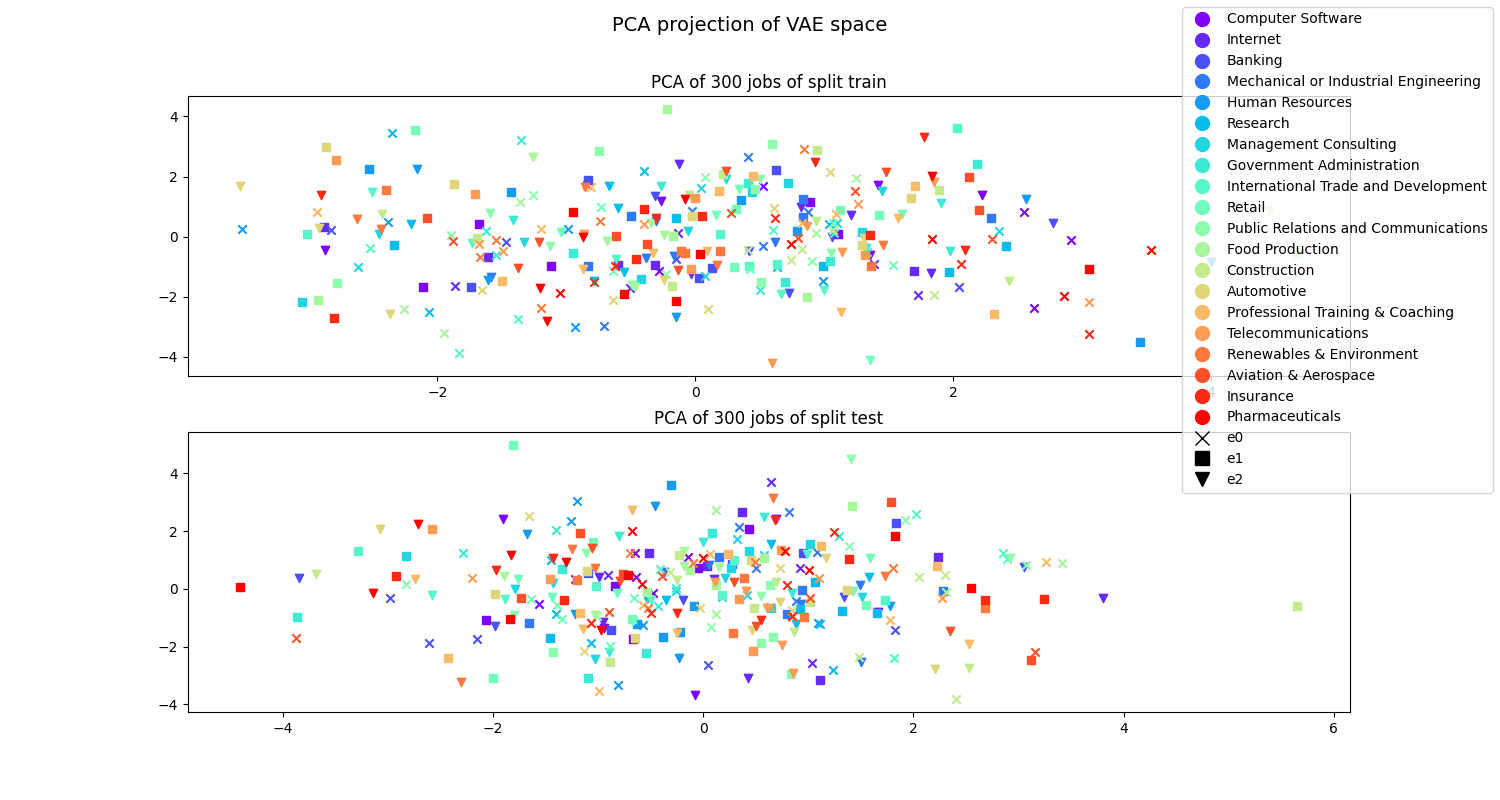 PCA projection of VAE space
PCA of 300 jobs of split train
4
2
0
−2
−4
−2
0
2
4
PCA of 300 jobs of split test
4
2
0
−2
−4
−4
−2
0
2
4
6
Computer Software
Internet
Banking
Mechanical or Industrial Engineering
Human Resources
Research
Management Consulting
Government Administration
International Trade and Development
Retail
Public Relations and Communications
Food Production
Construction
Automotive
Professional Training & Coaching
Telecommunications
Renewables & Environment
Aviation & Aerospace
Insurance
Pharmaceuticals
e0
e1
e2